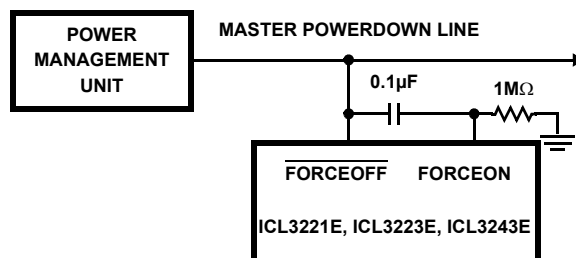 POWER
MANAGEMENT
UNIT
MASTER POWERDOWN LINE
0.1µF
1MΩ
FORCEOFF
FORCEON
ICL3221E, ICL3223E, ICL3243E